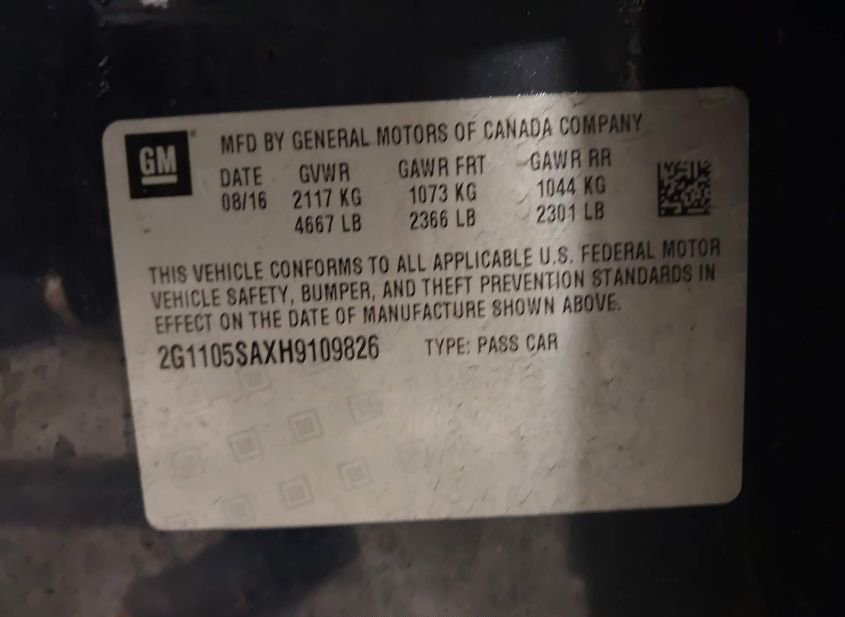 GM
MFD BY GENERAL MOTORS OF CANADA COMPANY
DATE GVWR GAWR FRT GAWR RR
08/16 2117 KG 1073 KG 1044 KG
4667 LB 2366 LB 2301 LB
THIS VEHICLE CONFORMS TO ALL APPLICABLE U.S. FEDERAL MOTOR
VEHICLE SAFETY, BUMPER, AND THEFT PREVENTION STANDARDS IN
EFFECT ON THE DATE OF MANUFACTURE SHOWN ABOVE.
2G1105SAXH9109826 TYPE: PASS CAR